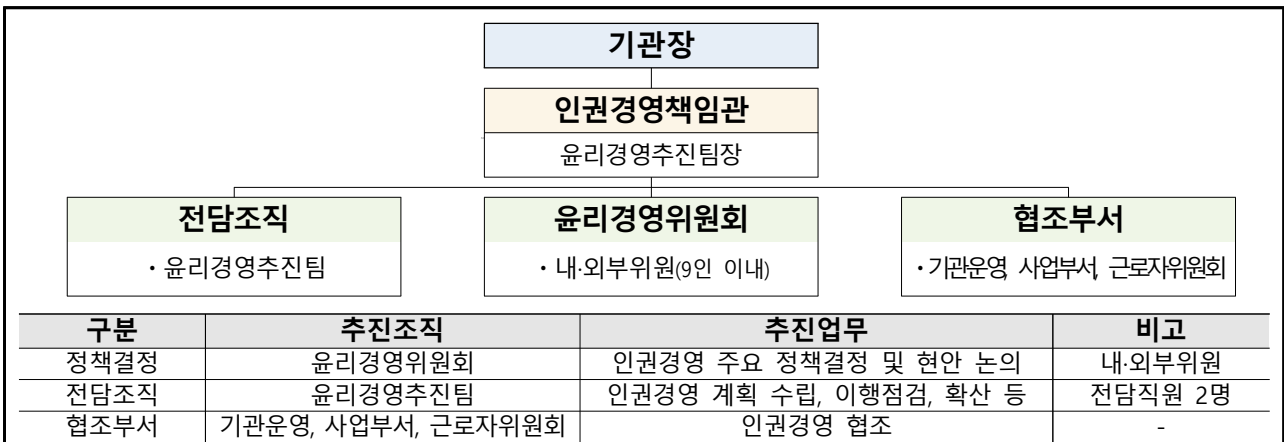 기관장
인권경영책임관
윤리경영추진팀장
전담조직 윤리경영위원회 협조부서
·윤리경영추진팀 ·내·외부위원(9인 이내) ·기관운영, 사업부서, 근로자위원회
구분 추진조직 추진업무 비고
정책결정 윤리경영위원회 인권경영 주요 정책결정 및 현안 논의 내·외부위원
전담조직 윤리경영추진팀 인권경영 계획 수립, 이행점검, 확산 등 전담직원 2명
협조부서 기관운영, 사업부서, 근로자위원회 인권경영 협조 -